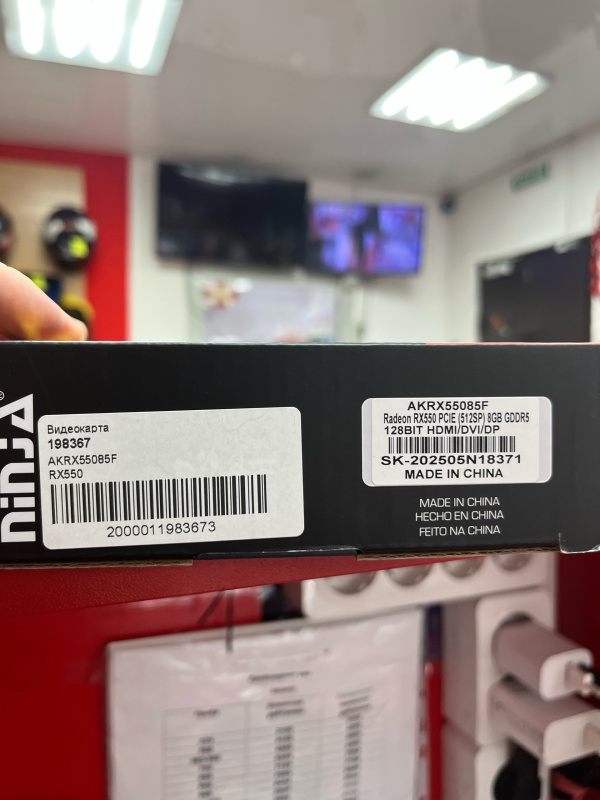 ninja
Видеокарта
198367
AKRX55085F
RX550
2000011983673
AKRX55085F
Radeon RX550 PCIE (512SP) 8GB GDDR5
128BIT HDMI/DVI/DP
SK-202505N18371
MADE IN CHINA
MADE IN CHINA
HECHO EN CHINA
FEITO NA CHINA